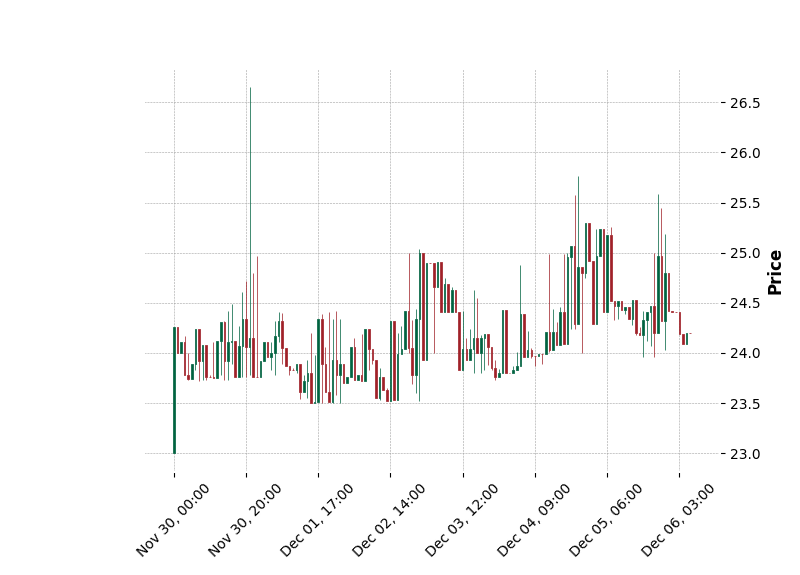 26.5
26.0
25.5
25.0
24.5
24.0
23.5
23.0
Price
Nov 30, 00:00
Nov 30, 20:00
Dec 01, 17:00
Dec 02, 14:00
Dec 03, 12:00
Dec 04, 09:00
Dec 05, 06:00
Dec 06, 03:00